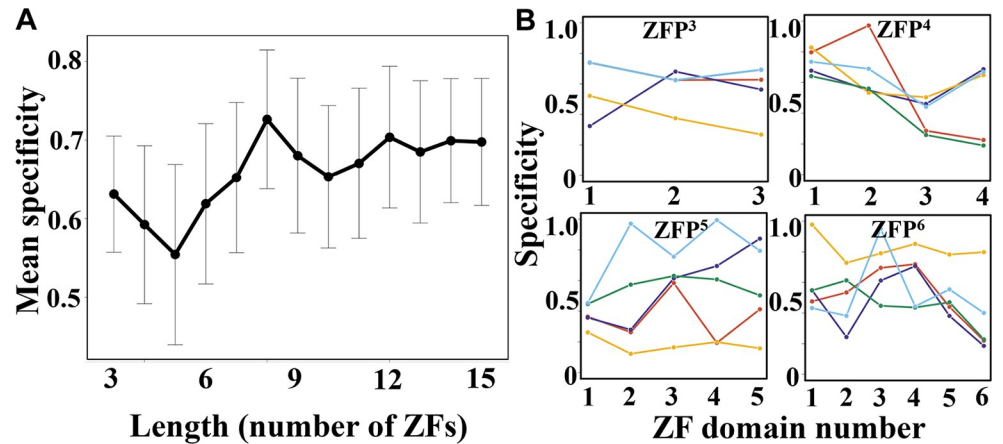 A
0.8
0.7
0.6
0.5
Mean specificity
3 6 9 12 15
Length (number of ZFs)
B
Specificity
1.0
0.5
0
ZFP³
1 2 3
1.0
0.5
0
ZFP⁴
1 2 3 4
1.0
0.5
0
ZFP⁵
1 2 3 4 5
1.0
0.5
0
ZFP⁶
1 2 3 4 5 6
ZF domain number